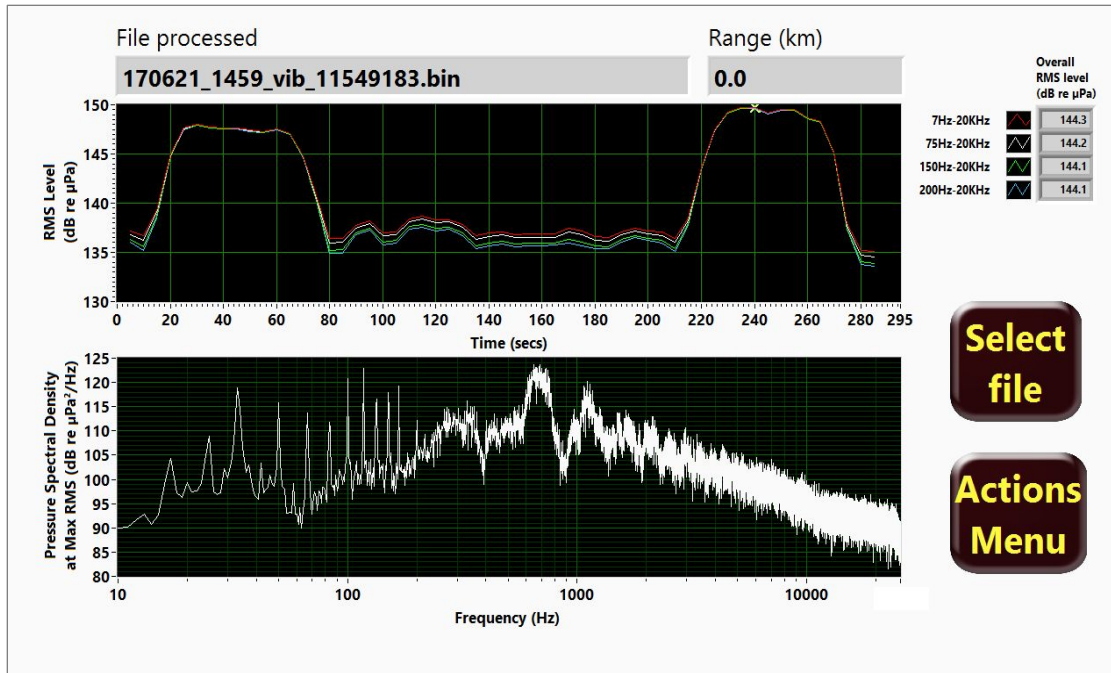 File processed
Range (km)
170621_1459_vib_11549183.bin
0.0
Overall
RMS level
(dB re µPa)
7Hz-20KHz
144.3
75Hz-20KHz
144.2
150Hz-20KHz
144.1
200Hz-20KHz
144.1
RMS Level
(dB re µPa)
150
145
140
135
130
0 20 40 60 80 100 120 140 160 180 200 220 240 260 280 295
Time (secs)
Pressure Spectral Density
at Max RMS (dB re µPa²/Hz)
125
120
115
110
105
100
95
90
85
80
10 100 1000 10000
Frequency (Hz)
Select
file
Actions
Menu